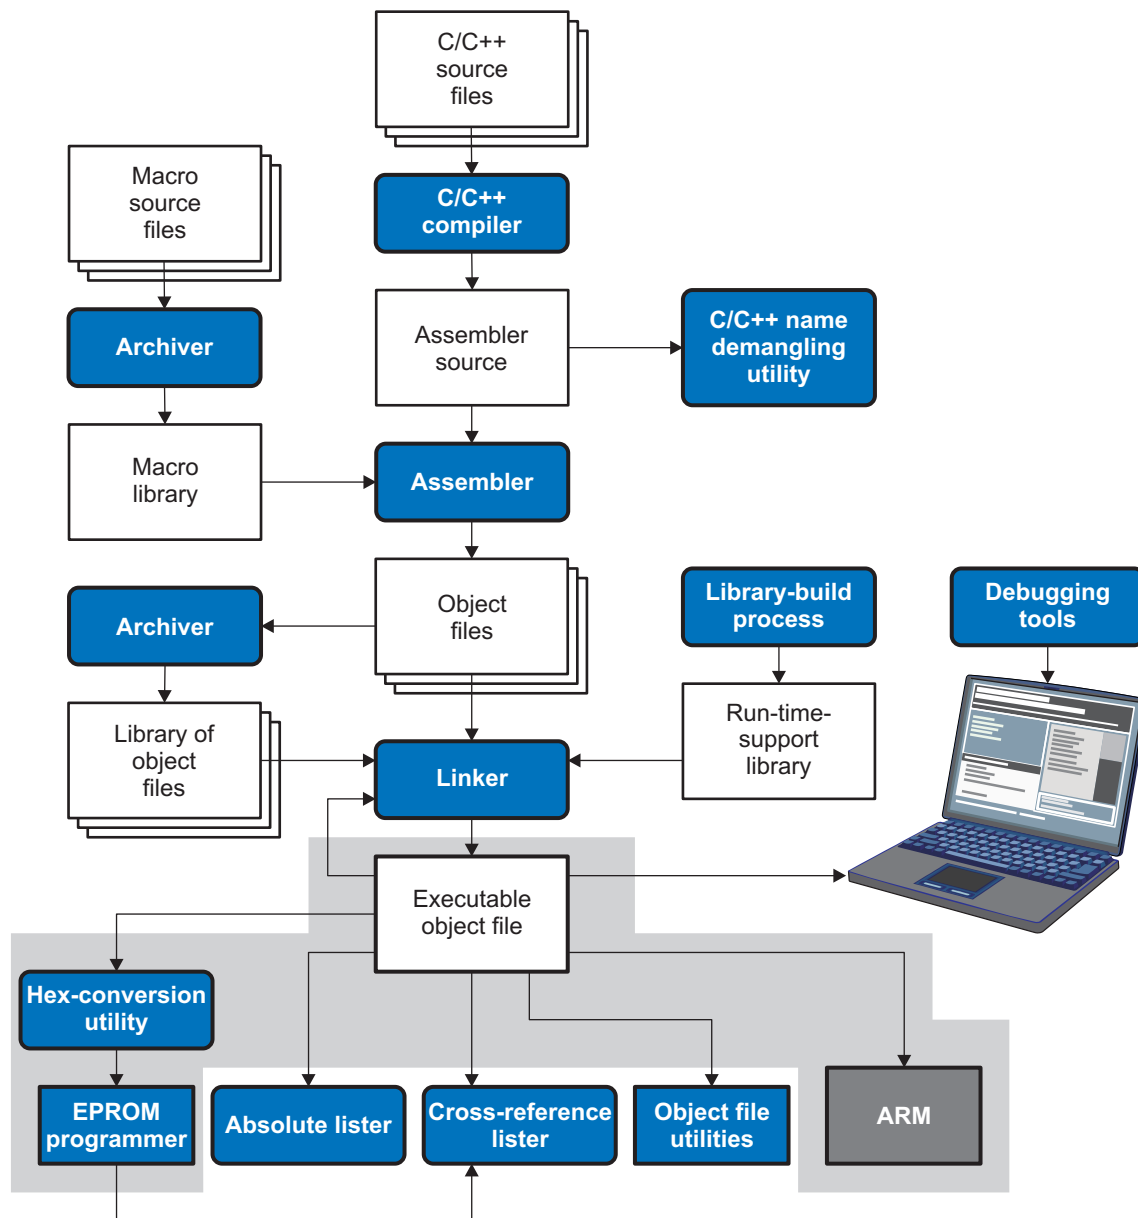 C/C++
source
files
Macro
source
files
C/C++
compiler
Archiver
Assembler
source
C/C++ name
demangling
utility
Macro
library
Assembler
Archiver
Object
files
Library-build
process
Debugging
tools
Library of
object
files
Linker
Run-time-
support
library
Executable
object file
Hex-conversion
utility
EPROM
programmer
Absolute lister
Cross-reference
lister
Object file
utilities
ARM